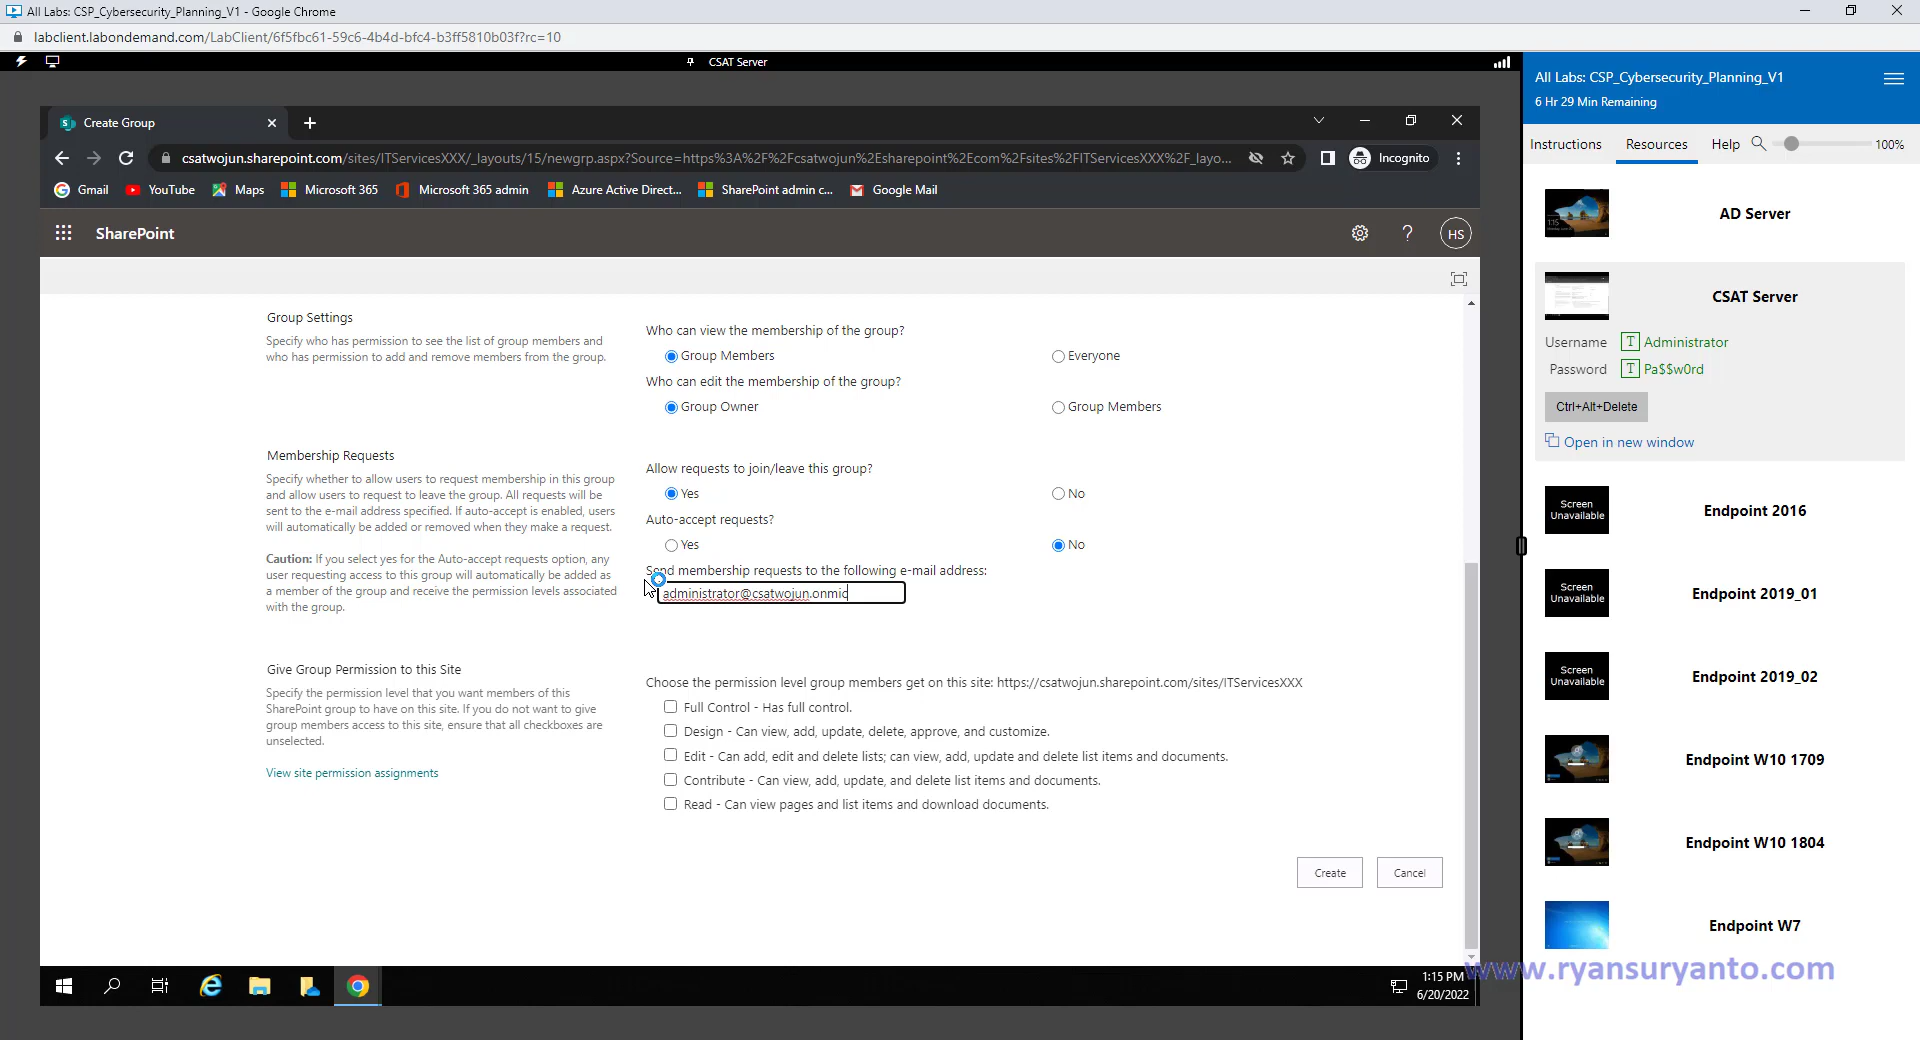 All Labs: CSP_Cybersecurity_Planning_V1 - Google Chrome
labclient.labondemand.com/LabClient/6f5fbc61-59c6-4b4d-bfc4-b3ff5810b03f?rc=10
CSAT Server
Create Group
csatwojun.sharepoint.com/sites/ITServicesXXX/_layouts/15/newgrp.aspx?Source=https%3A%2F%2Fcsatwojun%2Esharepoint%2Ecom%2Fsites%2FITServicesXXX%2F_layo...
Incognito
Gmail YouTube Maps Microsoft 365 Microsoft 365 admin Azure Active Direct... SharePoint admin c... Google Mail
SharePoint
? HS
Group Settings
Specify who has permission to see the list of group members and
who has permission to add and remove members from the group.
Who can view the membership of the group?
Group Members Everyone
Who can edit the membership of the group?
Group Owner Group Members
Membership Requests
Specify whether to allow users to request membership in this group
and allow users to request to leave the group. All requests will be
sent to the e-mail address specified. If auto-accept is enabled, users
will automatically be added or removed when they make a request.
Caution: If you select yes for the Auto-accept requests option, any
user requesting access to this group will automatically be added as
a member of the group and receive the permission levels associated
with the group.
Allow requests to join/leave this group?
Yes No
Auto-accept requests?
Yes No
Send membership requests to the following e-mail address:
administrator@csatwojun.onmic
Give Group Permission to this Site
Specify the permission level that you want members of this
SharePoint group to have on this site. If you do not want to give
group members access to this site, ensure that all checkboxes are
unselected.
View site permission assignments
Choose the permission level group members get on this site: https://csatwojun.sharepoint.com/sites/ITServicesXXX
Full Control - Has full control.
Design - Can view, add, update, delete, approve, and customize.
Edit - Can add, edit and delete lists; can view, add, update and delete list items and documents.
Contribute - Can view, add, update, and delete list items and documents.
Read - Can view pages and list items and download documents.
Create Cancel
1:15 PM
6/20/2022
All Labs: CSP_Cybersecurity_Planning_V1
6 Hr 29 Min Remaining
Instructions Resources Help 100%
AD Server
CSAT Server
Username T Administrator
Password T Pa$$w0rd
Ctrl+Alt+Delete
Open in new window
Screen
Unavailable
Endpoint 2016
Screen
Unavailable
Endpoint 2019_01
Screen
Unavailable
Endpoint 2019_02
Endpoint W10 1709
Endpoint W10 1804
Endpoint W7
www.ryansuryanto.com